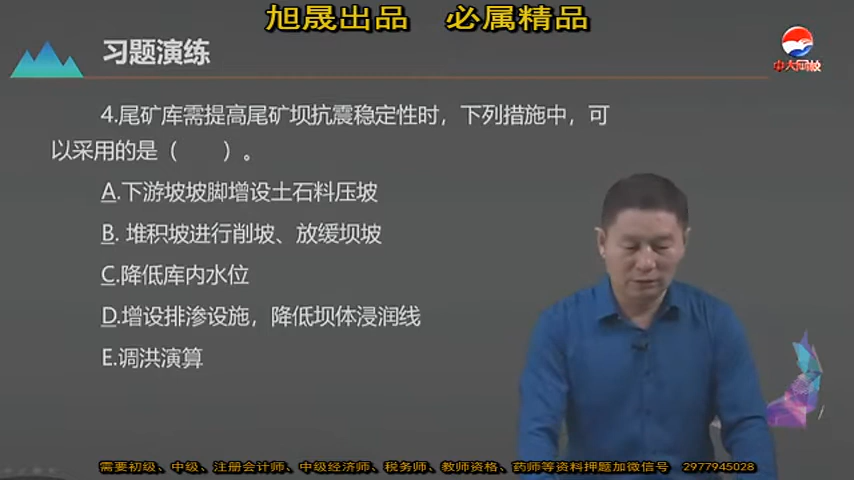 旭晟出品 必属精品
习题演练
中大网校
4.尾矿库需提高尾矿坝抗震稳定性时，下列措施中，可
以采用的是（ ）。
A.下游坡坡脚增设土石料压坡
B. 堆积坡进行削坡、放缓坝坡
C.降低库内水位
D.增设排渗设施，降低坝体浸润线
E.调洪演算
需要初级、中级、注册会计师、中级经济师、税务师、教师资格、药师等资料押题加微信号 2977945028